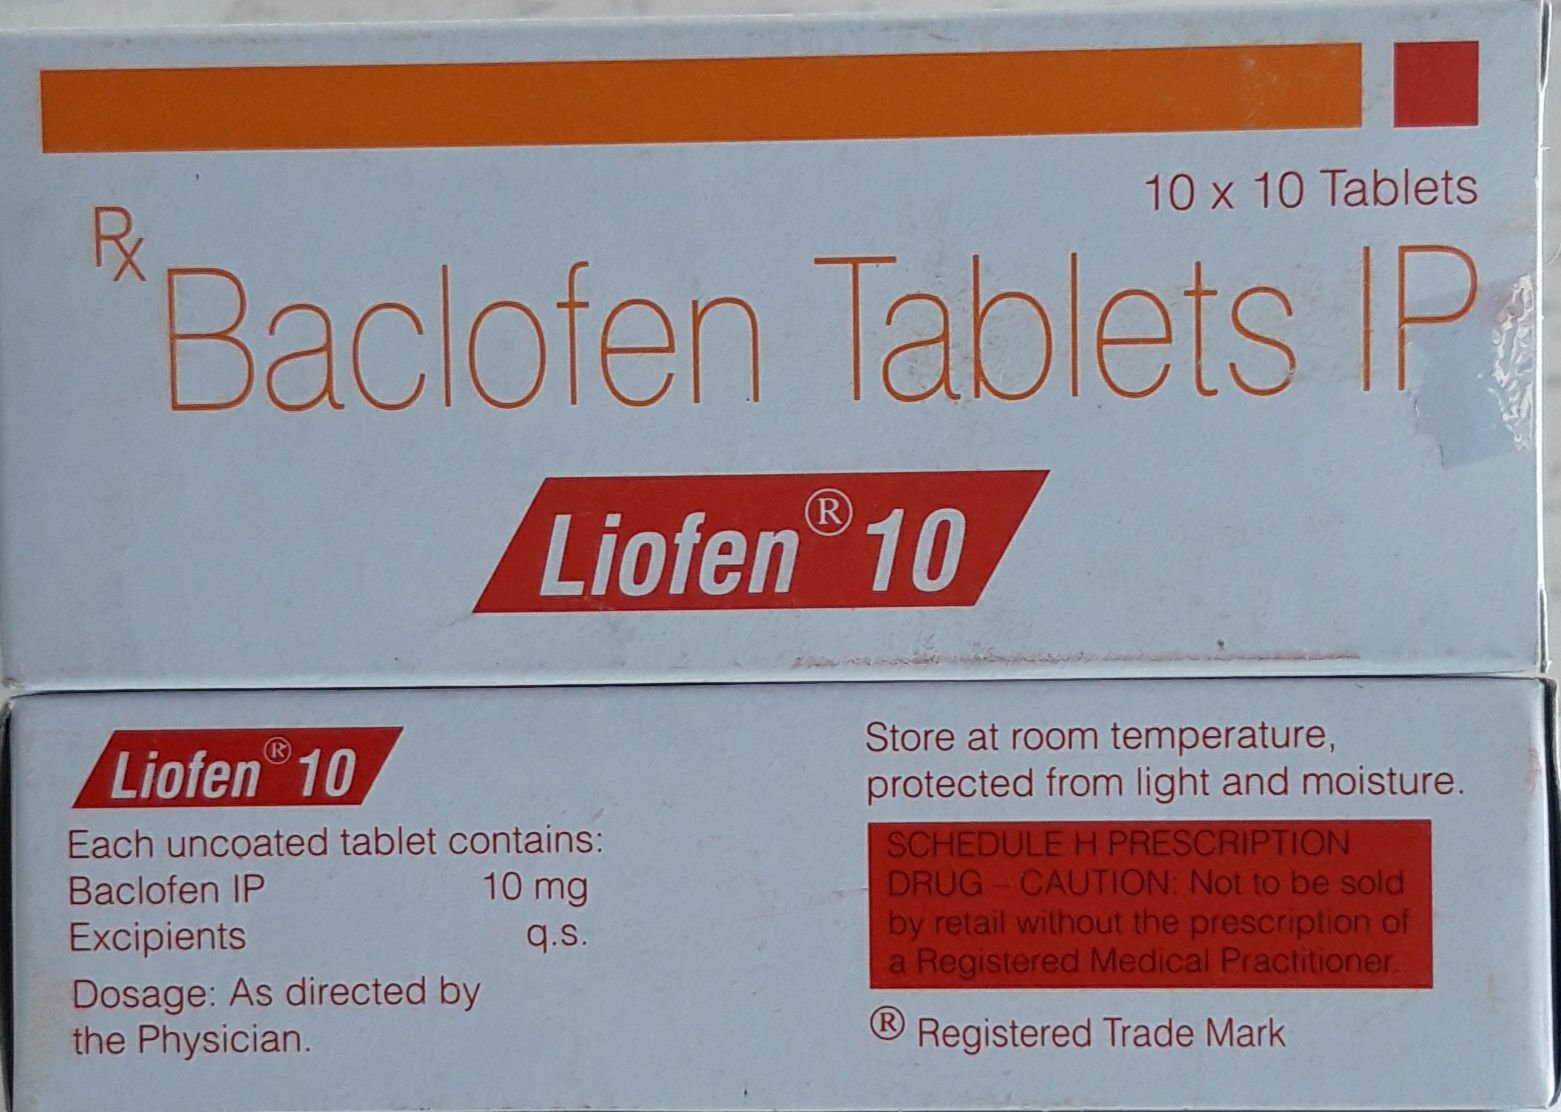 10 x 10 Tablets
Rx Baclofen Tablets IP
Liofen® 10
Liofen® 10
Each uncoated tablet contains:
Baclofen IP 10 mg
Excipients q.s.
Dosage: As directed by
the Physician.
Store at room temperature,
protected from light and moisture.
SCHEDULE H PRESCRIPTION
DRUG – CAUTION: Not to be sold
by retail without the prescription of
a Registered Medical Practitioner.
® Registered Trade Mark